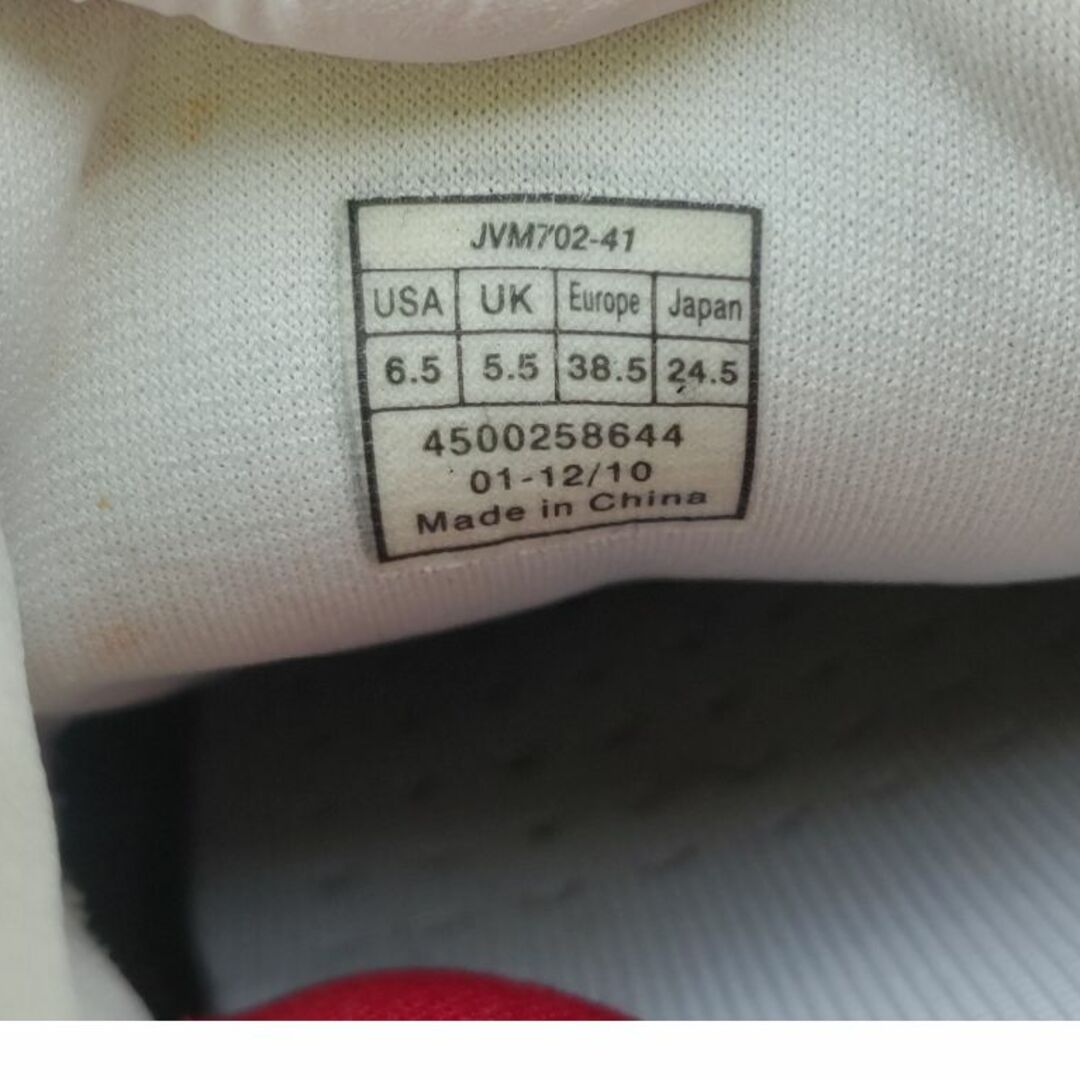 JVM702-41
USA UK Europe Japan
6.5 5.5 38.5 24.5
4500258644
01-12/10
Made in China